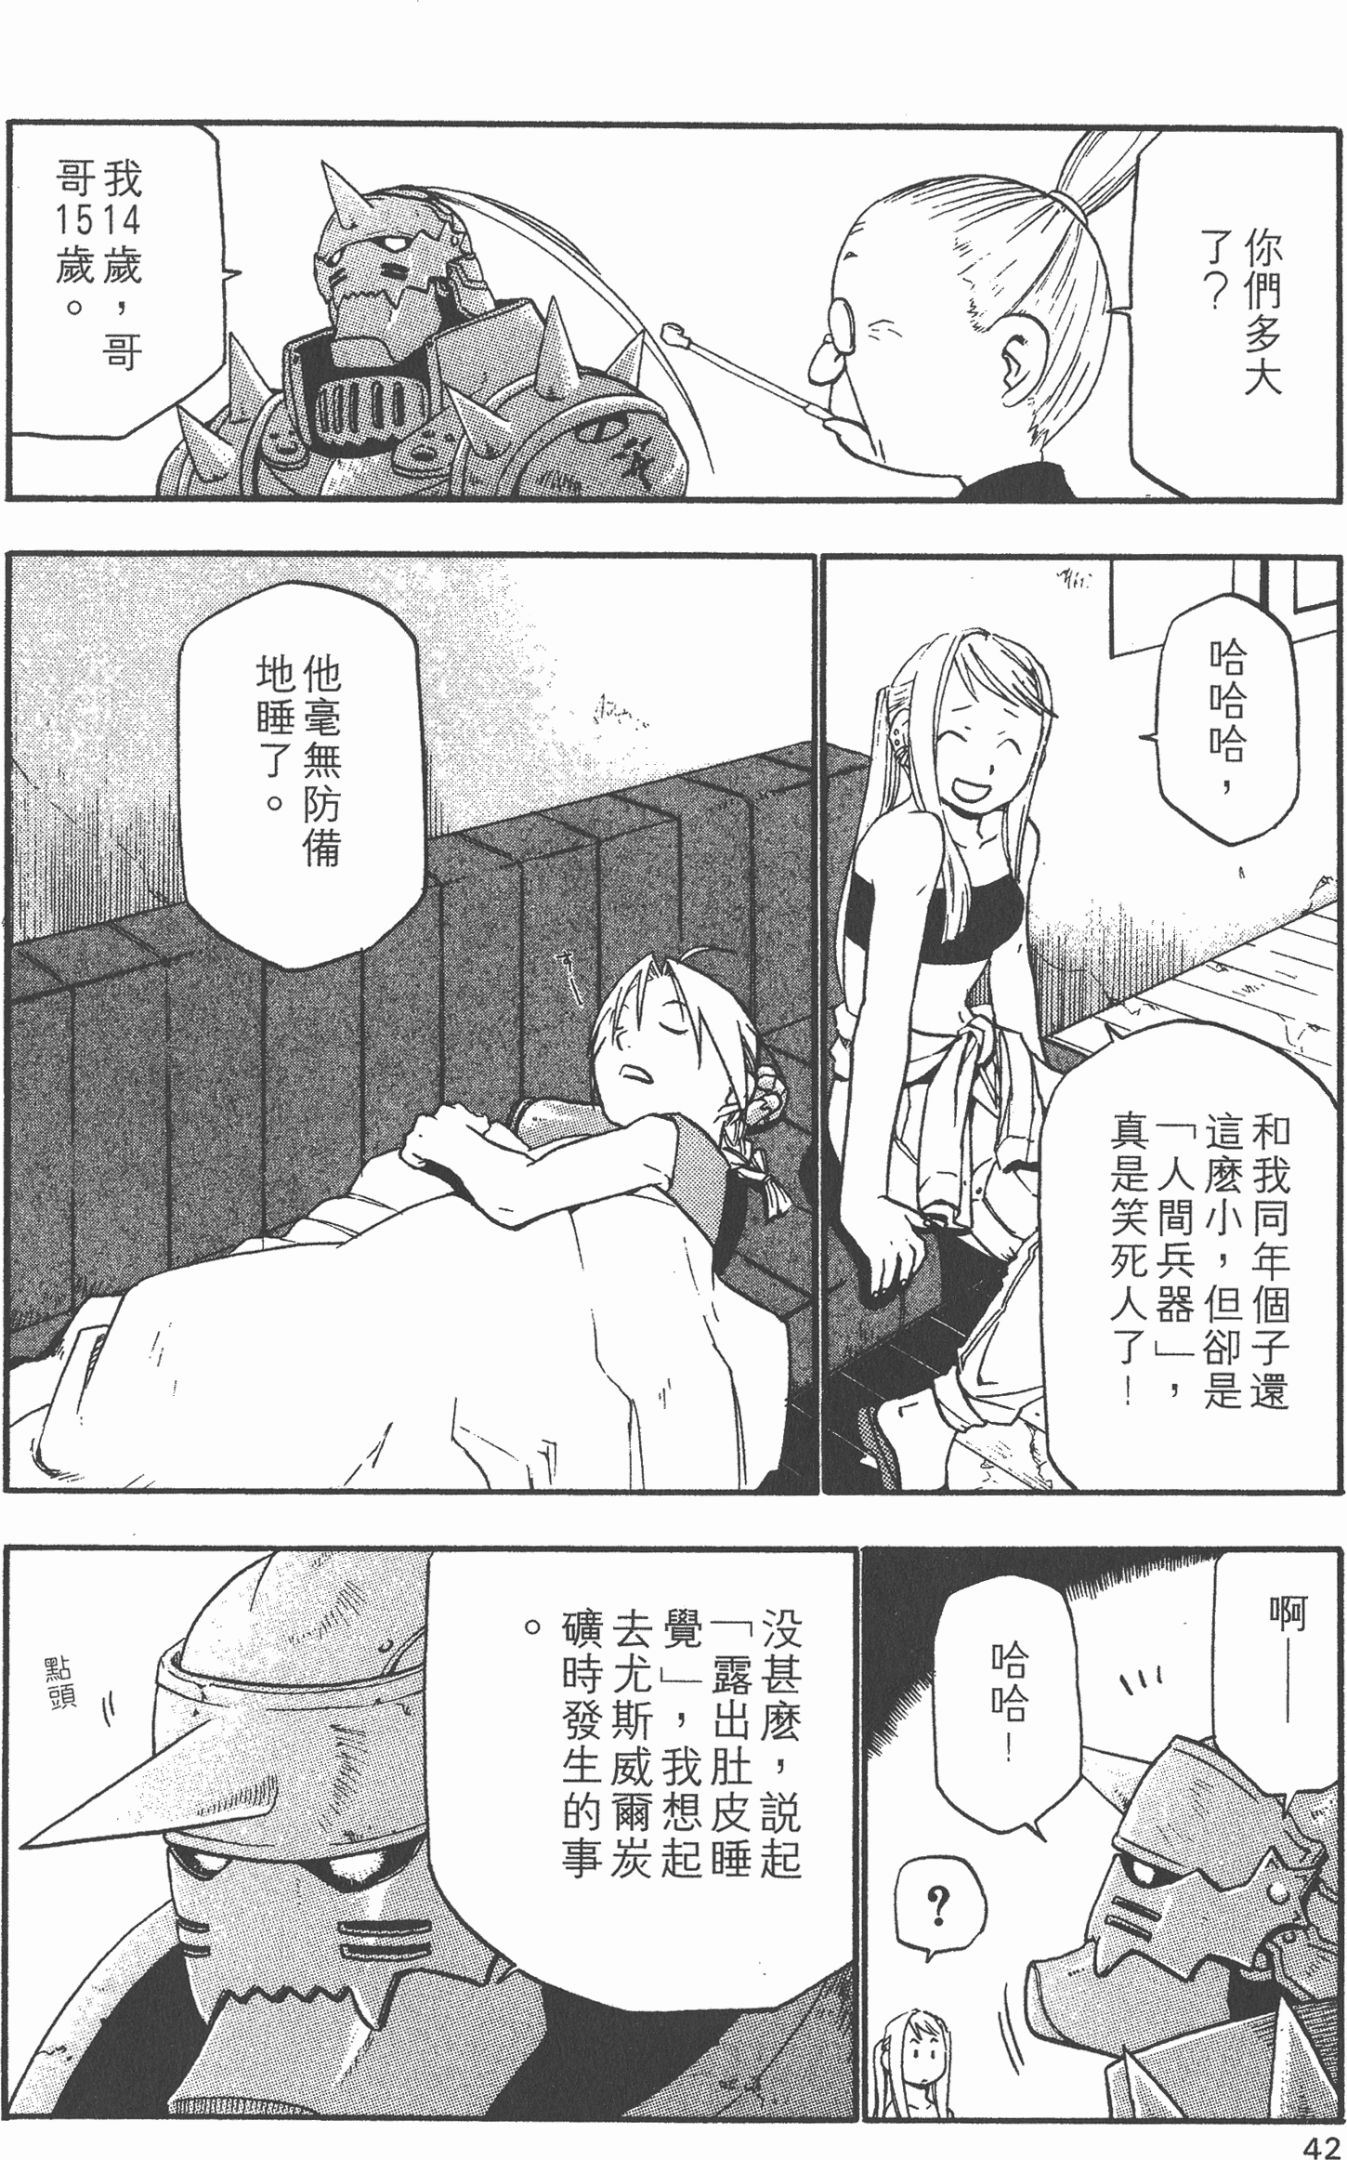 你們多大
了？
我14歲，哥
哥15歲。
哈哈哈，
和我同年個子還
這麼小，但卻是
「人間兵器」，
真是笑死人了！
他毫無防備
地睡了。
啊——
哈哈！
?
没甚麼，説起
「露出肚皮睡
覺」，我想起
去尤斯威爾炭
礦時發生的事
。
點頭
42